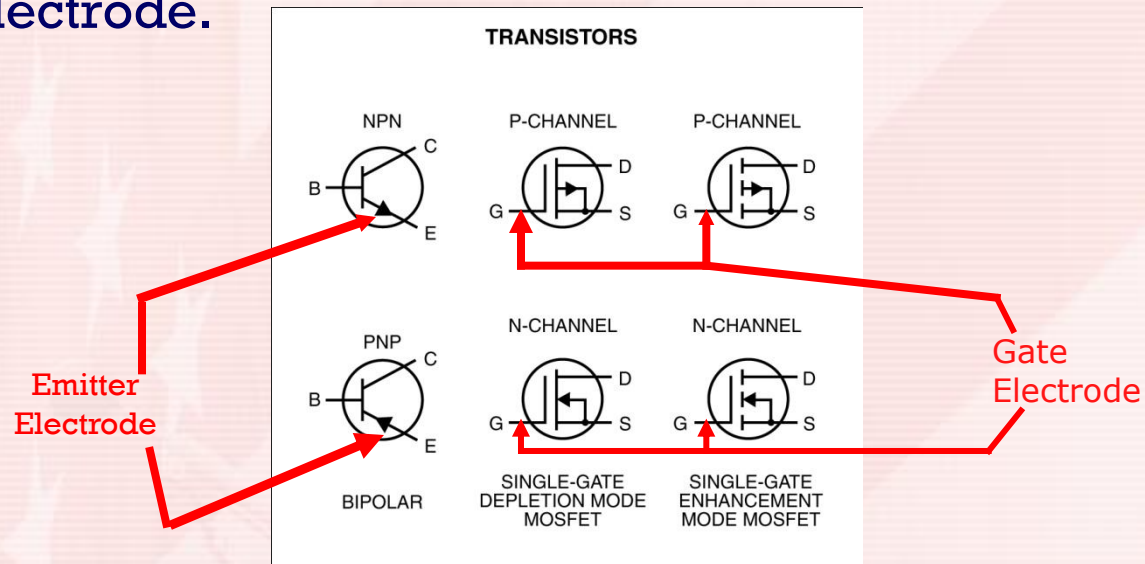 lectrode.
TRANSISTORS
NPN
P-CHANNEL
P-CHANNEL
C
B
E
D
G
S
D
G
S
PNP
N-CHANNEL
N-CHANNEL
C
B
E
D
G
S
D
G
S
Emitter
Electrode
Gate
Electrode
BIPOLAR
SINGLE-GATE
DEPLETION MODE
MOSFET
SINGLE-GATE
ENHANCEMENT
MODE MOSFET